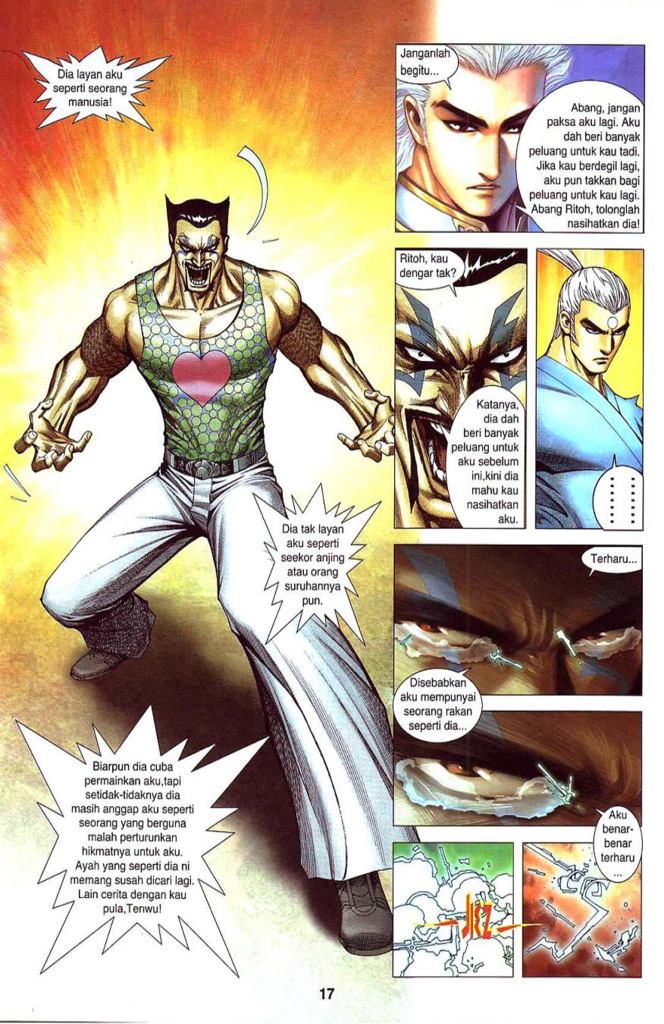 Dia layan aku
seperti seorang
manusia!
Dia tak layan
aku seperti
seekor anjing
atau orang
suruhannya
pun.
Biarpun dia cuba
permainkan aku,tapi
setidak-tidaknya dia
masih anggap aku seperti
seorang yang berguna
malah perturunkan
hikmatnya untuk aku.
Ayah yang seperti dia ni
memang susah dicari lagi.
Lain cerita dengan kau
pula,Tenwu!
Janganlah
begitu...
Abang, jangan
paksa aku lagi. Aku
dah beri banyak
peluang untuk kau tadi.
Jika kau berdegil lagi,
aku pun takkan bagi
peluang untuk kau lagi.
Abang Ritoh, tolonglah
nasihatkan dia!
Ritoh, kau
dengar tak?
Katanya,
dia dah beri
banyak
peluang untuk
aku sebelum
ini,kini dia
mahu kau
nasihatkan
aku.
Terharu...
Disebabkan
aku mempunyai
seorang rakan
seperti dia...
Aku
benar-
benar
terharu
...
17